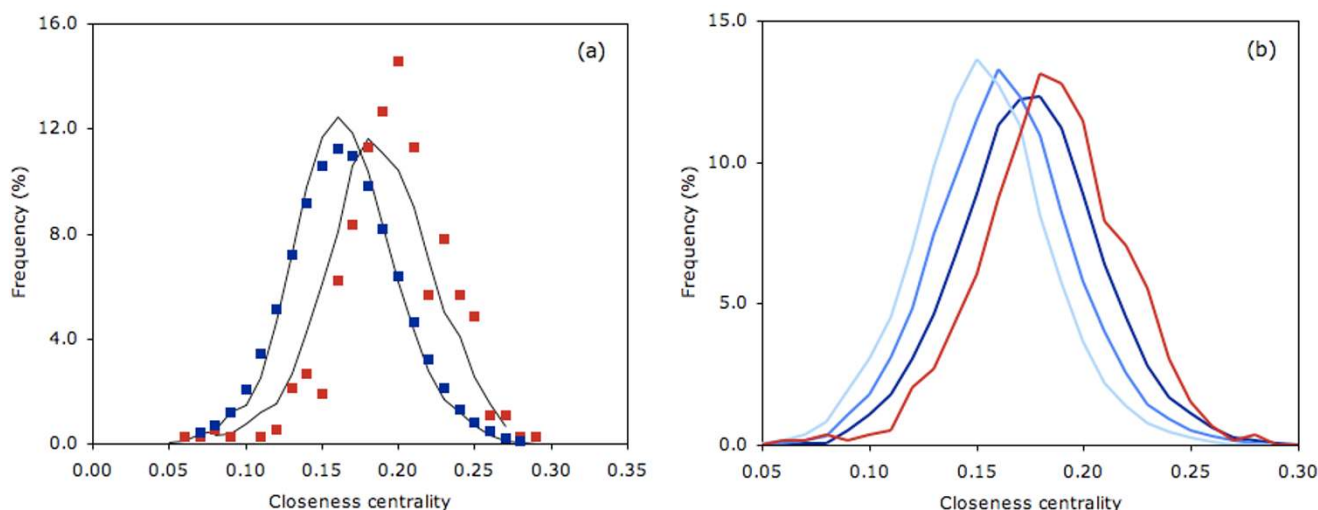 (a)
Frequency (%)
16.0
12.0
8.0
4.0
0.0
0.00 0.05 0.10 0.15 0.20 0.25 0.30 0.35
Closeness centrality
(b)
Frequency (%)
15.0
10.0
5.0
0.0
0.05 0.10 0.15 0.20 0.25 0.30
Closeness centrality